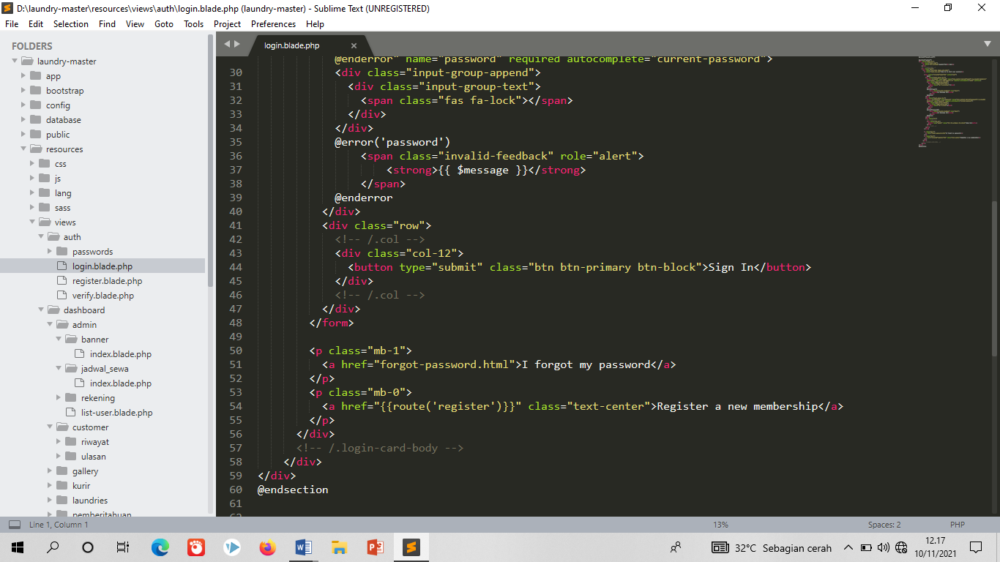 D:\laundry-master\resources\views\auth\login.blade.php (laundry-master) - Sublime Text (UNREGISTERED)
File Edit Selection Find View Goto Tools Project Preferences Help
FOLDERS
laundry-master
app
bootstrap
config
database
public
resources
css
js
lang
sass
views
auth
passwords
login.blade.php
register.blade.php
verify.blade.php
dashboard
admin
banner
index.blade.php
jadwal_sewa
index.blade.php
rekening
list-user.blade.php
customer
riwayat
ulasan
gallery
kurir
laundries
pemberitahuan
login.blade.php ×
@enderror" name="password" required autocomplete="current-password">
30 <div class="input-group-append">
31 <div class="input-group-text">
32 <span class="fas fa-lock"></span>
33 </div>
34 </div>
35 @error('password')
36 <span class="invalid-feedback" role="alert">
37 <strong>{{ $message }}</strong>
38 </span>
39 @enderror
40 </div>
41 <div class="row">
42 <!-- /.col -->
43 <div class="col-12">
44 <button type="submit" class="btn btn-primary btn-block">Sign In</button>
45 </div>
46 <!-- /.col -->
47 </div>
48 </form>
49
50 <p class="mb-1">
51 <a href="forgot-password.html">I forgot my password</a>
52 </p>
53 <p class="mb-0">
54 <a href="{{route('register')}}" class="text-center">Register a new membership</a>
55 </p>
56 </div>
57 <!-- /.login-card-body -->
58 </div>
59 </div>
60 @endsection
61
62
Line 1, Column 1 13% Spaces: 2 PHP
32°C Sebagian cerah 12.17
10/11/2021